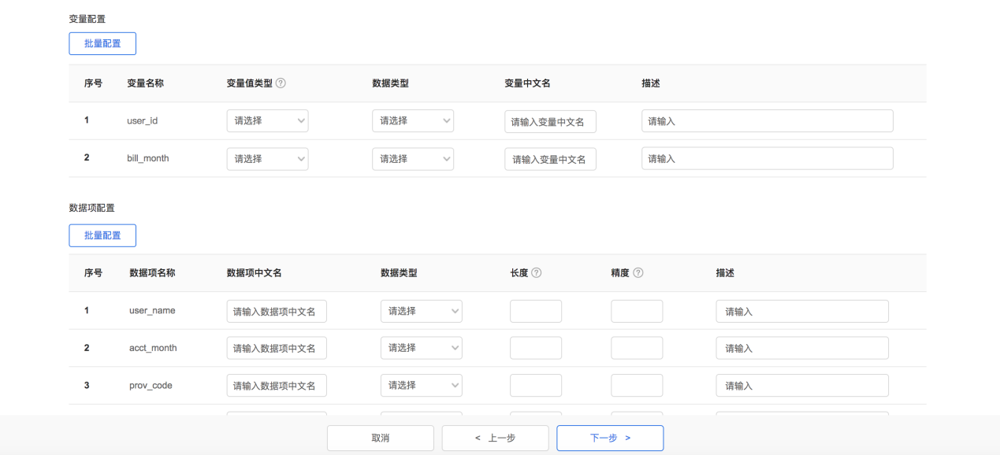 变量配置
批量配置
序号 变量名称 变量值类型 ? 数据类型 变量中文名 描述
1 user_id 请选择 请选择 请输入变量中文名 请输入
2 bill_month 请选择 请选择 请输入变量中文名 请输入
数据项配置
批量配置
序号 数据项名称 数据项中文名 数据类型 长度 ? 精度 ? 描述
1 user_name 请输入数据项中文名 请选择 请输入
2 acct_month 请输入数据项中文名 请选择 请输入
3 prov_code 请输入数据项中文名 请选择 请输入
取消 < 上一步 下一步 >